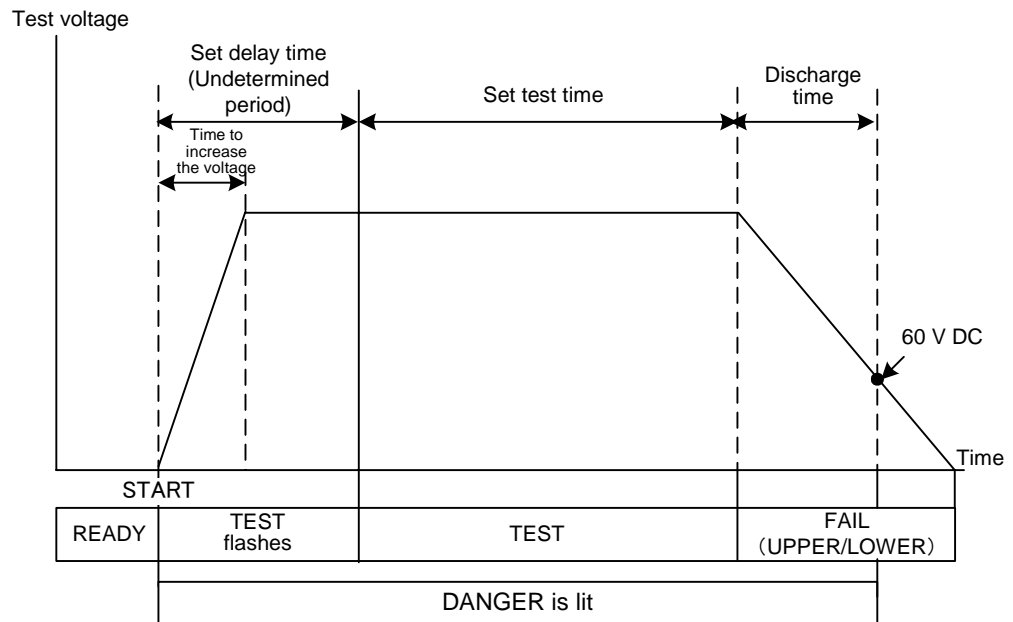 Test voltage
Set delay time
(Undetermined
period)
Set test time
Discharge
time
Time to
increase
the voltage
60 V DC
Time
START
READY
TEST
flashes
TEST
FAIL
（UPPER/LOWER）
DANGER is lit